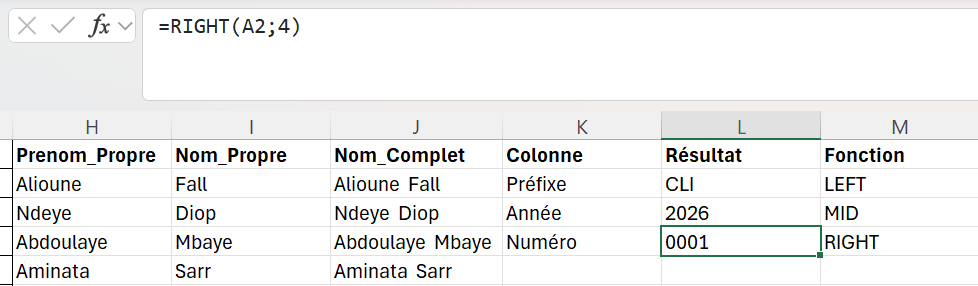 fx =RIGHT(A2;4)
H I J K L M
Prenom_Propre Nom_Propre Nom_Complet Colonne Résultat Fonction
Alioune Fall Alioune Fall Préfixe CLI LEFT
Ndeye Diop Ndeye Diop Année 2026 MID
Abdoulaye Mbaye Abdoulaye Mbaye Numéro 0001 RIGHT
Aminata Sarr Aminata Sarr